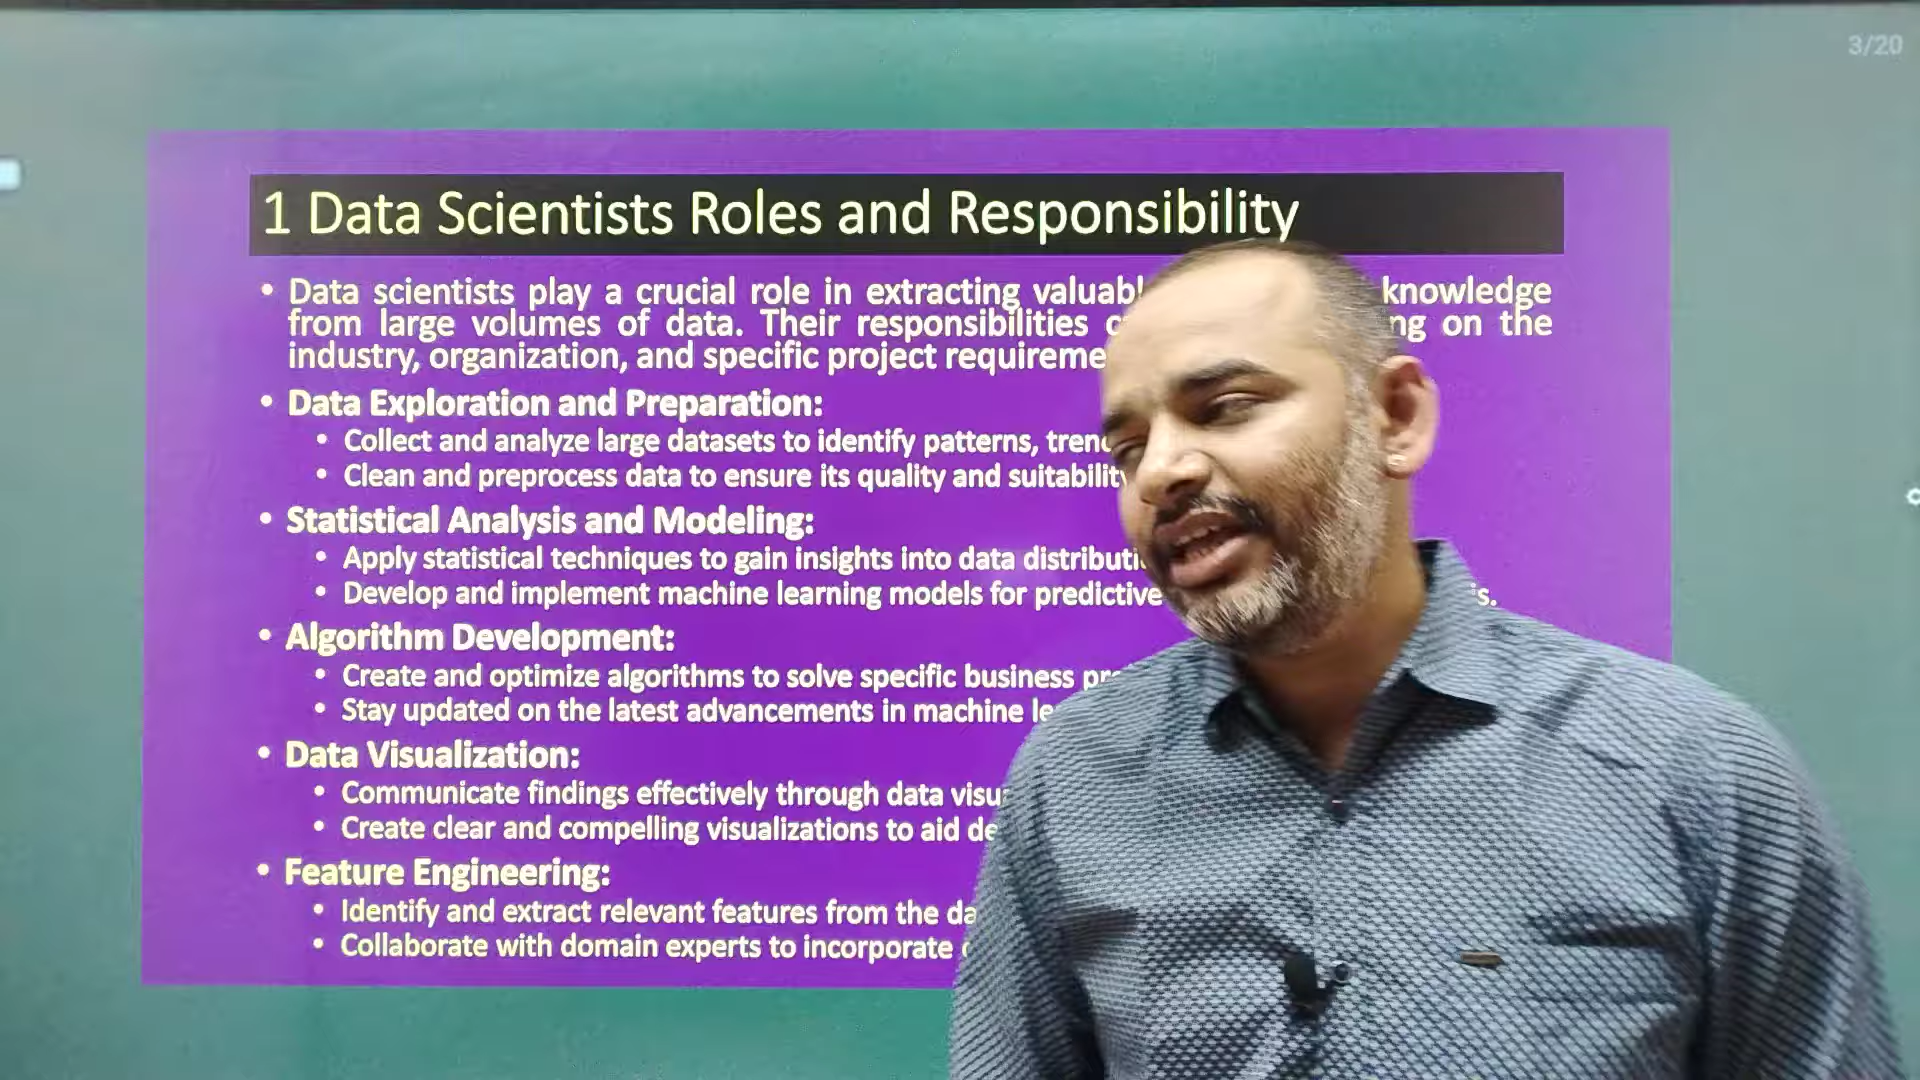 3/20
1 Data Scientists Roles and Responsibility
• Data scientists play a crucial role in extracting knowledge
from large volumes of data. Their responsibilities on the
industry, organization, and specific project
• Data Exploration and Preparation:
• Collect and analyze large datasets to identify patterns,
• Clean and preprocess data to ensure its quality and
• Statistical Analysis and Modeling:
• Apply statistical techniques to gain insights into data
• Develop and implement machine learning models for predictive
• Algorithm Development:
• Create and optimize algorithms to solve specific business
• Stay updated on the latest advancements in machine
• Data Visualization:
• Communicate findings effectively through data
• Create clear and compelling visualizations to aid
• Feature Engineering:
• Identify and extract relevant features from the
• Collaborate with domain experts to incorporate